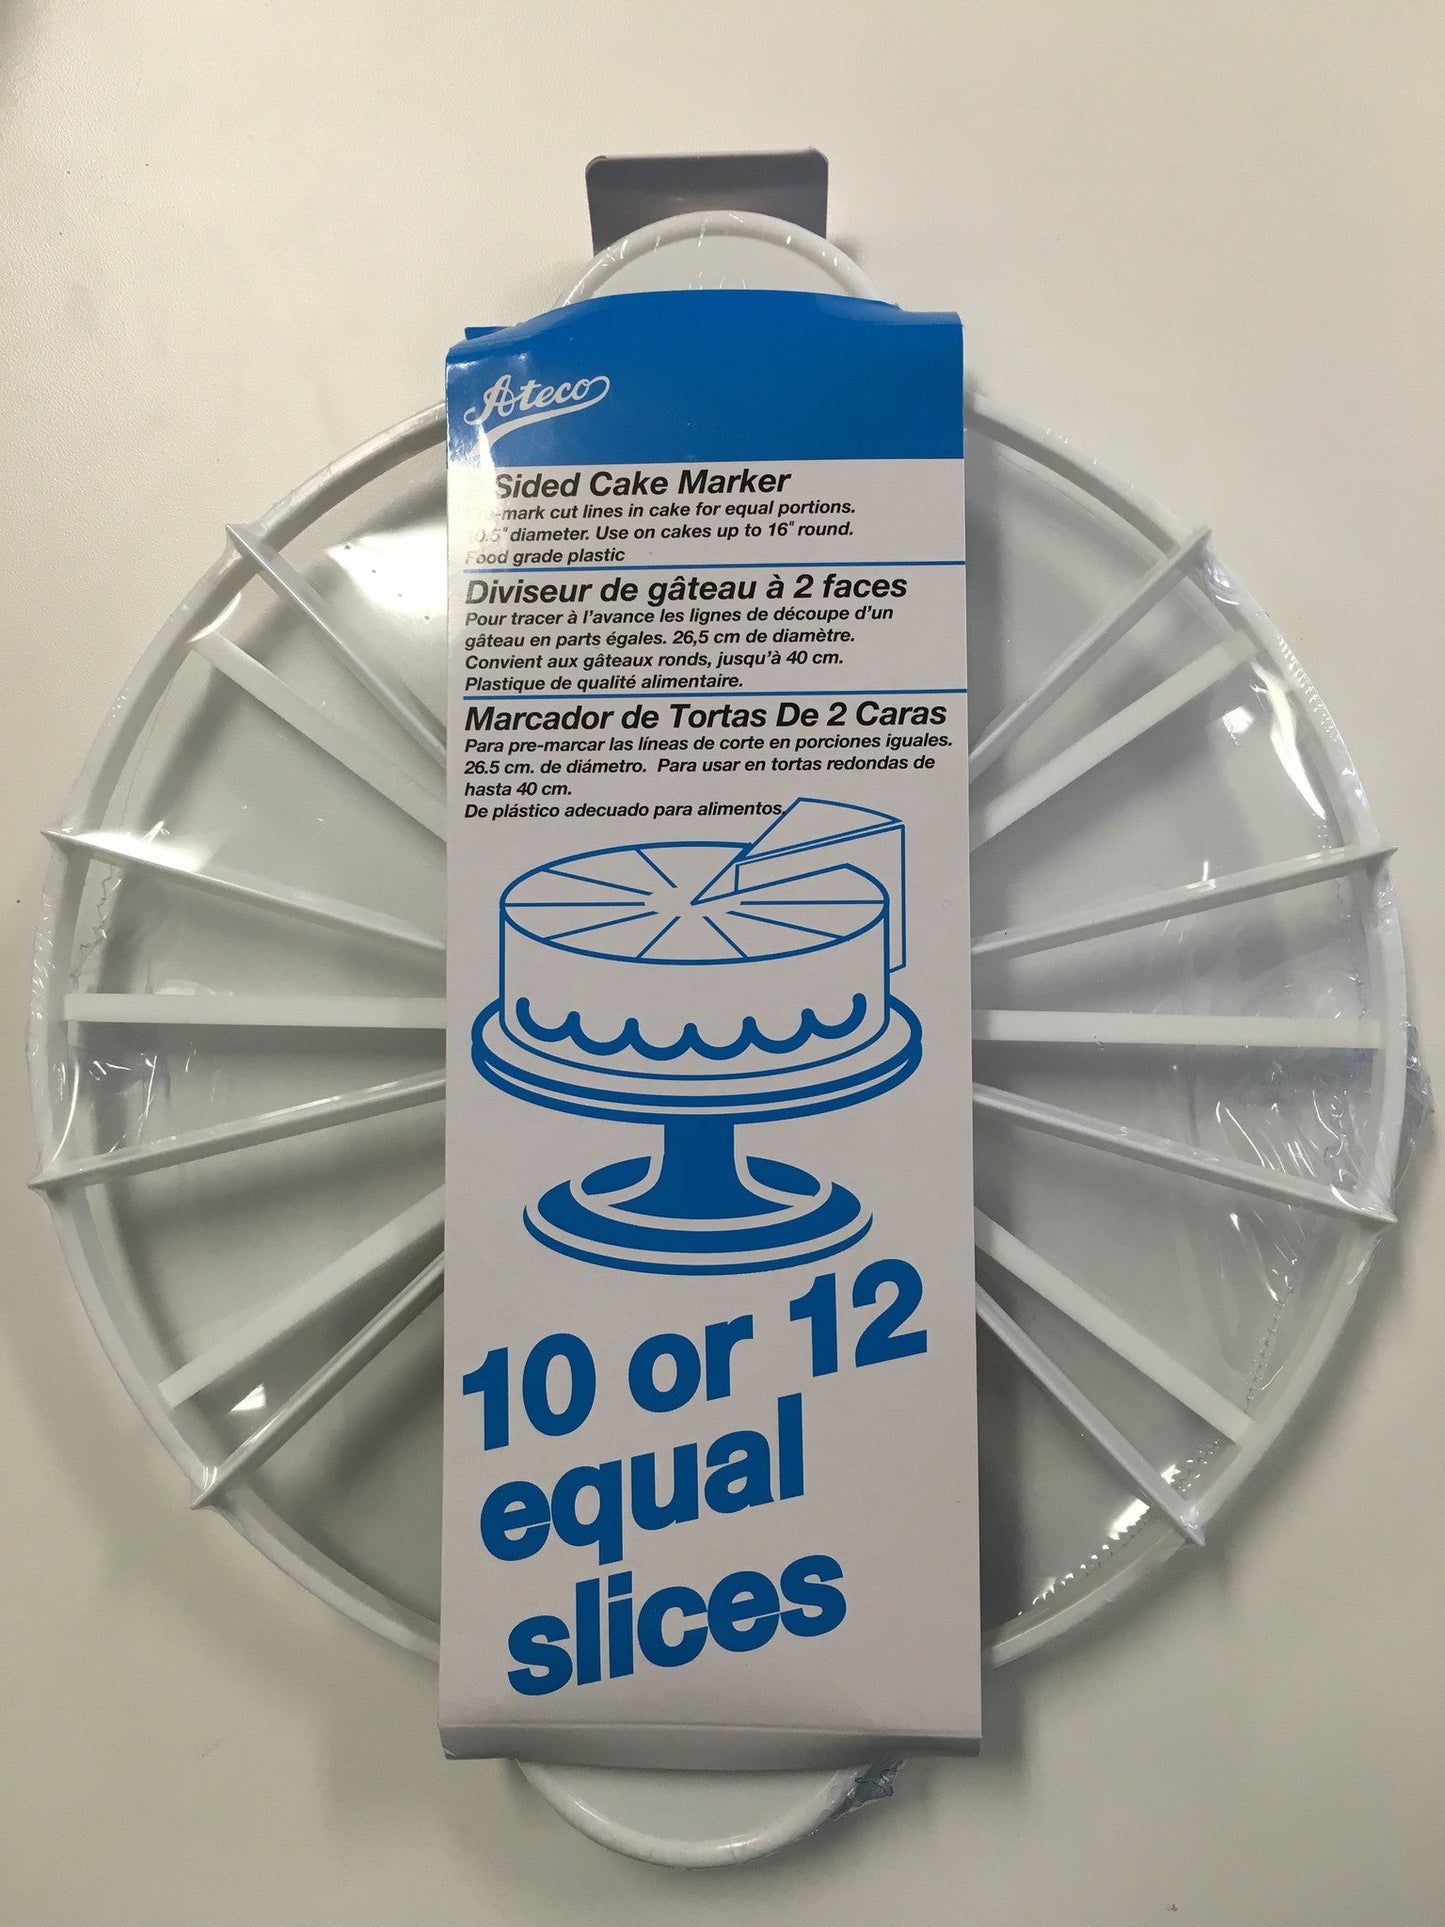 Ateco
Sided Cake Marker
Pre-mark cut lines in cake for equal portions.
10.5" diameter. Use on cakes up to 16" round.
Food grade plastic
Diviseur de gâteau à 2 faces
Pour tracer à l'avance les lignes de découpe d'un
gâteau en parts égales. 26,5 cm de diamètre.
Convient aux gâteaux ronds, jusqu'à 40 cm.
Plastique de qualité alimentaire.
Marcador de Tortas De 2 Caras
Para pre-marcar las líneas de corte en porciones iguales.
26.5 cm. de diámetro. Para usar en tortas redondas de
hasta 40 cm.
De plástico adecuado para alimentos.
10 or 12
equal
slices